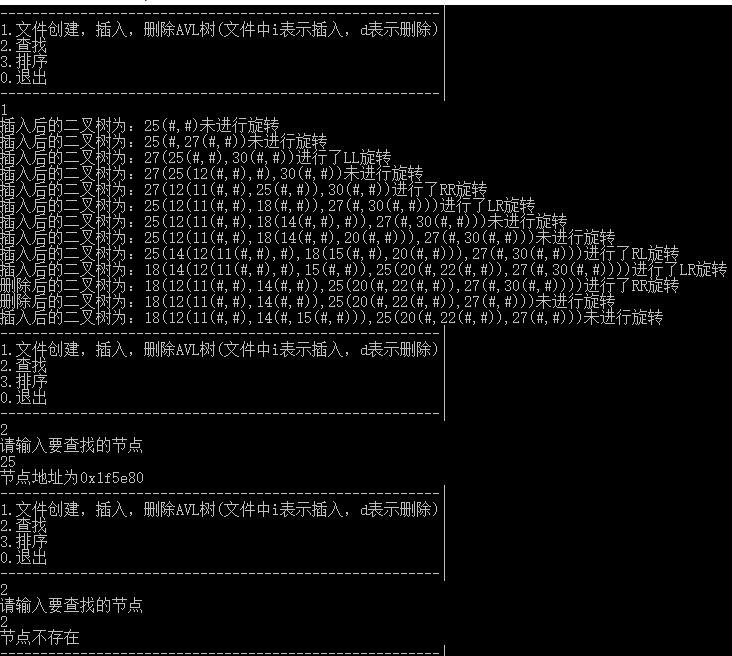 -------------------------------------------------------|
1.文件创建, 插入, 删除AVL树(文件中i表示插入, d表示删除)
2.查找
3.排序
0.退出
-------------------------------------------------------|
1
插入后的二叉树为: 25(#,#)未进行旋转
插入后的二叉树为: 25(#,27(#,#))未进行旋转
插入后的二叉树为: 27(25(#,#),30(#,#))进行了LL旋转
插入后的二叉树为: 27(25(12(#,#),#),30(#,#))未进行旋转
插入后的二叉树为: 27(12(11(#,#),25(#,#)),30(#,#))进行了RR旋转
插入后的二叉树为: 25(12(11(#,#),18(#,#)),27(#,30(#,#)))进行了LR旋转
插入后的二叉树为: 25(12(11(#,#),18(14(#,#),#)),27(#,30(#,#)))未进行旋转
插入后的二叉树为: 25(12(11(#,#),18(14(#,#),20(#,#))),27(#,30(#,#)))未进行旋转
插入后的二叉树为: 25(14(12(11(#,#),#),18(15(#,#),20(#,#))),27(#,30(#,#)))进行了RL旋转
插入后的二叉树为: 18(14(12(11(#,#),#),15(#,#)),25(20(#,22(#,#)),27(#,30(#,#))))进行了LR旋转
删除后的二叉树为: 18(12(11(#,#),14(#,#)),25(20(#,22(#,#)),27(#,30(#,#))))进行了RR旋转
删除后的二叉树为: 18(12(11(#,#),14(#,#)),25(20(#,22(#,#)),27(#,#)))未进行旋转
插入后的二叉树为: 18(12(11(#,#),14(#,15(#,#))),25(20(#,22(#,#)),27(#,#)))未进行旋转
-------------------------------------------------------|
1.文件创建, 插入, 删除AVL树(文件中i表示插入, d表示删除)
2.查找
3.排序
0.退出
-------------------------------------------------------|
2
请输入要查找的节点
25
节点地址为0x1f5e80
-------------------------------------------------------|
1.文件创建, 插入, 删除AVL树(文件中i表示插入, d表示删除)
2.查找
3.排序
0.退出
-------------------------------------------------------|
2
请输入要查找的节点
2
节点不存在
-------------------------------------------------------|